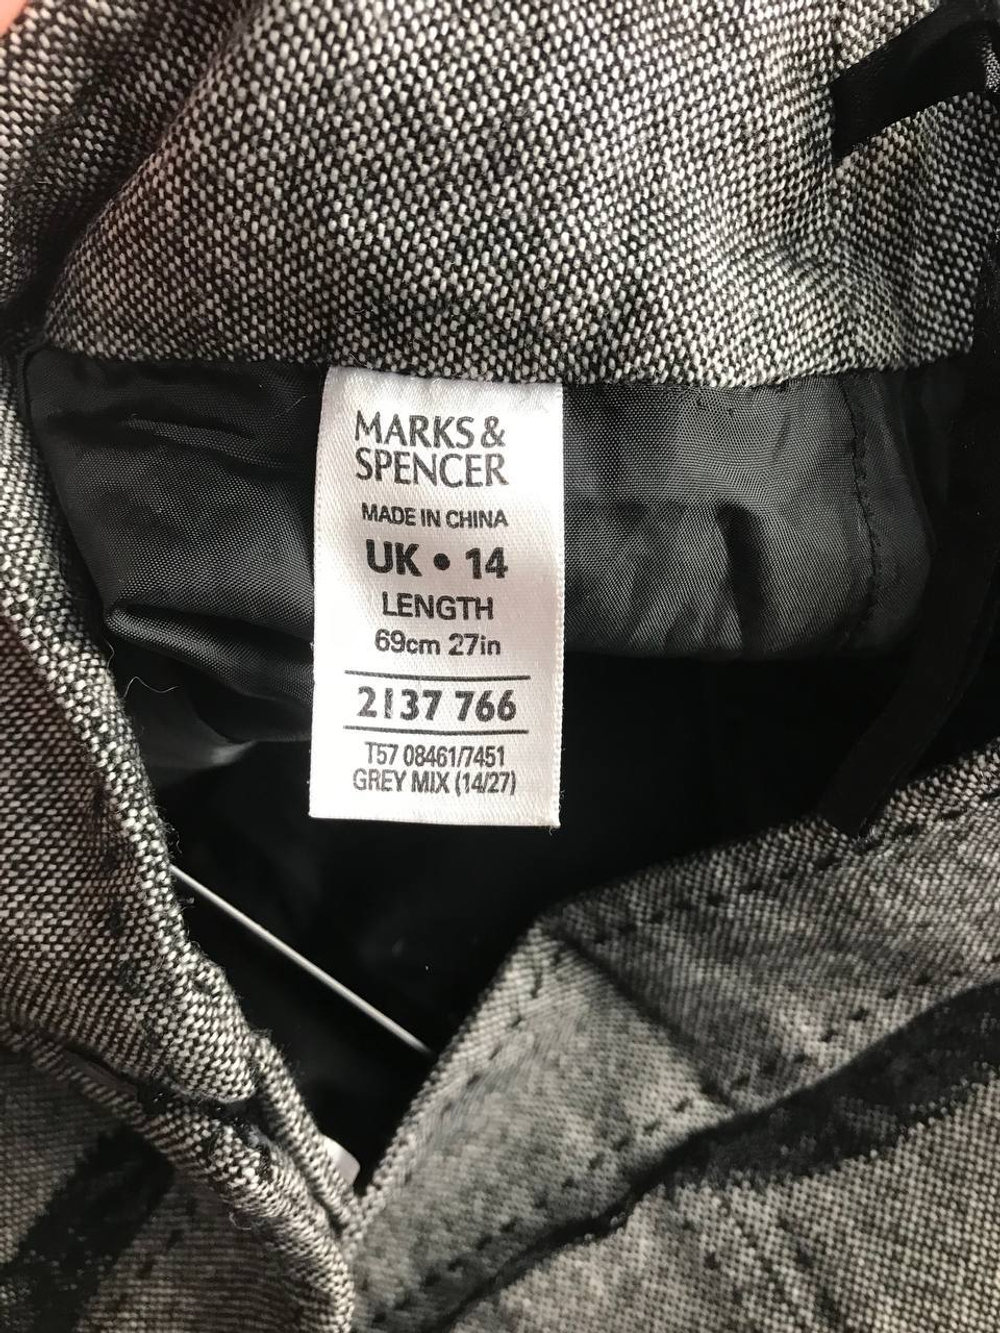 MARKS &
SPENCER
MADE IN CHINA
UK • 14
LENGTH
69cm 27in
2137 766
T57 08461/7451
GREY MIX (14/27)